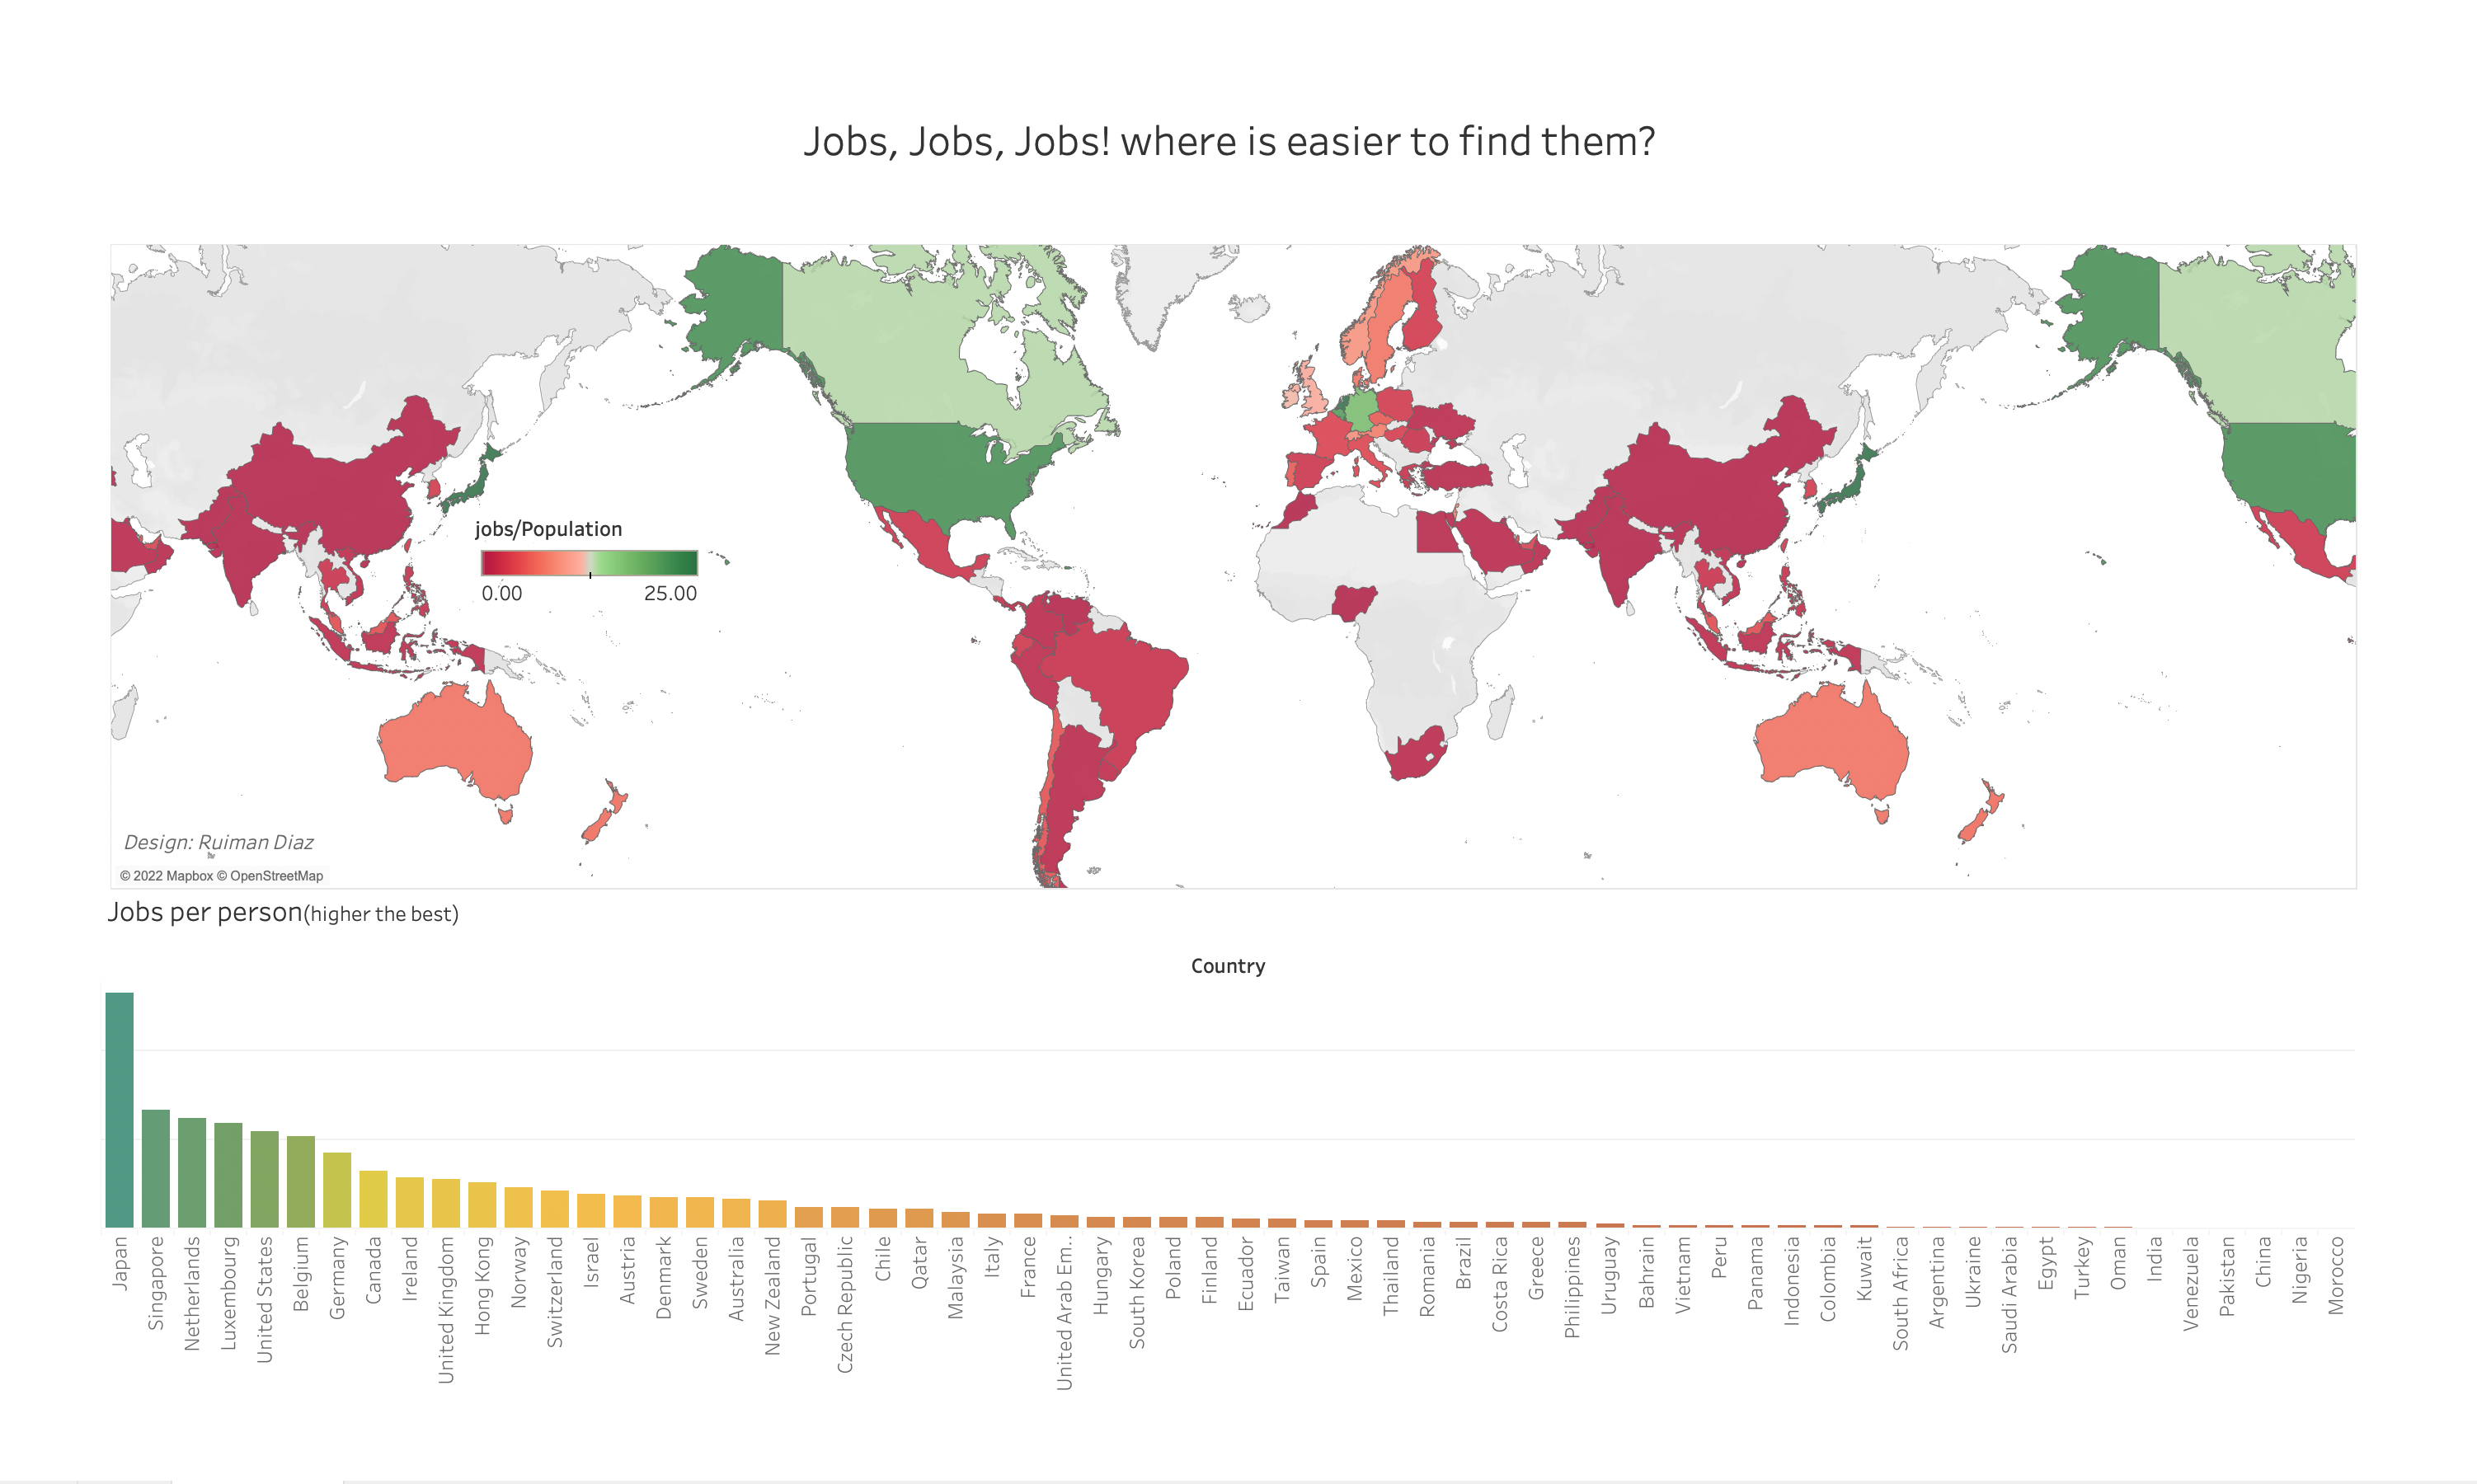 Jobs, Jobs, Jobs! where is easier to find them?
jobs/Population
0.00 25.00
Design: Ruiman Diaz
© 2022 Mapbox © OpenStreetMap
Jobs per person(higher the best)
Country
Japan
Singapore
Netherlands
Luxembourg
United States
Belgium
Germany
Canada
Ireland
United Kingdom
Hong Kong
Norway
Switzerland
Israel
Austria
Denmark
Sweden
Australia
New Zealand
Portugal
Czech Republic
Chile
Qatar
Malaysia
Italy
France
United Arab Em..
Hungary
South Korea
Poland
Finland
Ecuador
Taiwan
Spain
Mexico
Thailand
Romania
Brazil
Costa Rica
Greece
Philippines
Uruguay
Bahrain
Vietnam
Peru
Panama
Indonesia
Colombia
Kuwait
South Africa
Argentina
Ukraine
Saudi Arabia
Egypt
Turkey
Oman
India
Venezuela
Pakistan
China
Nigeria
Morocco